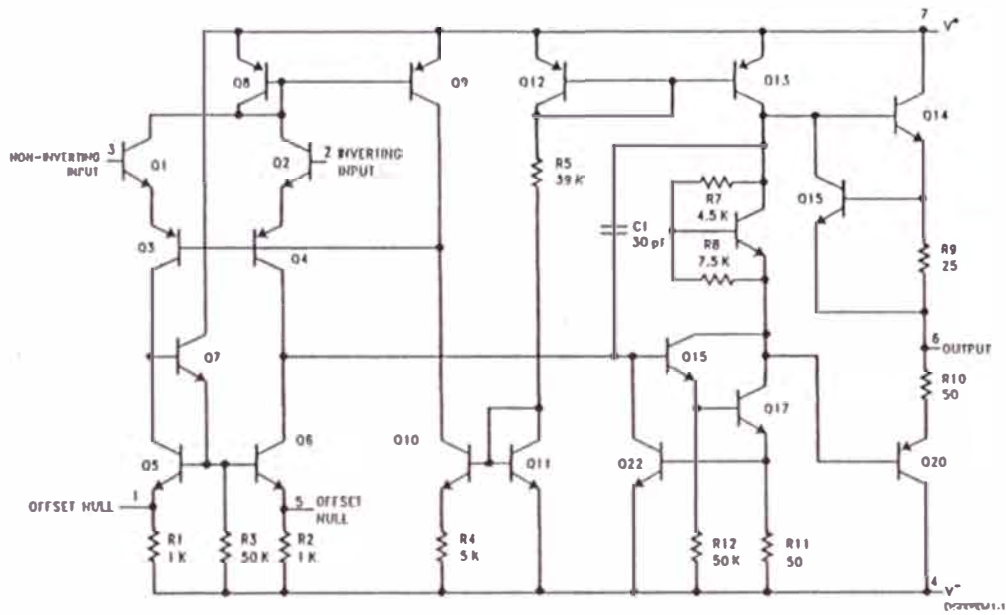 7 V+
Q8
Q9
Q12
Q13
Q14
NON-INVERTING INPUT
3
Q1
Q2
2
INVERTING INPUT
R5
39 K
R7
4.5 K
Q15
C1
30 pf
R8
7.5 K
R9
25
Q3
Q4
6
OUTPUT
Q7
Q15
R10
50
Q5
Q6
Q10
Q11
Q22
Q17
Q20
OFFSET NULL
1
5
OFFSET NULL
R1
1 K
R3
50 K
R2
1 K
R4
5 K
R12
50 K
R11
50
4
V-